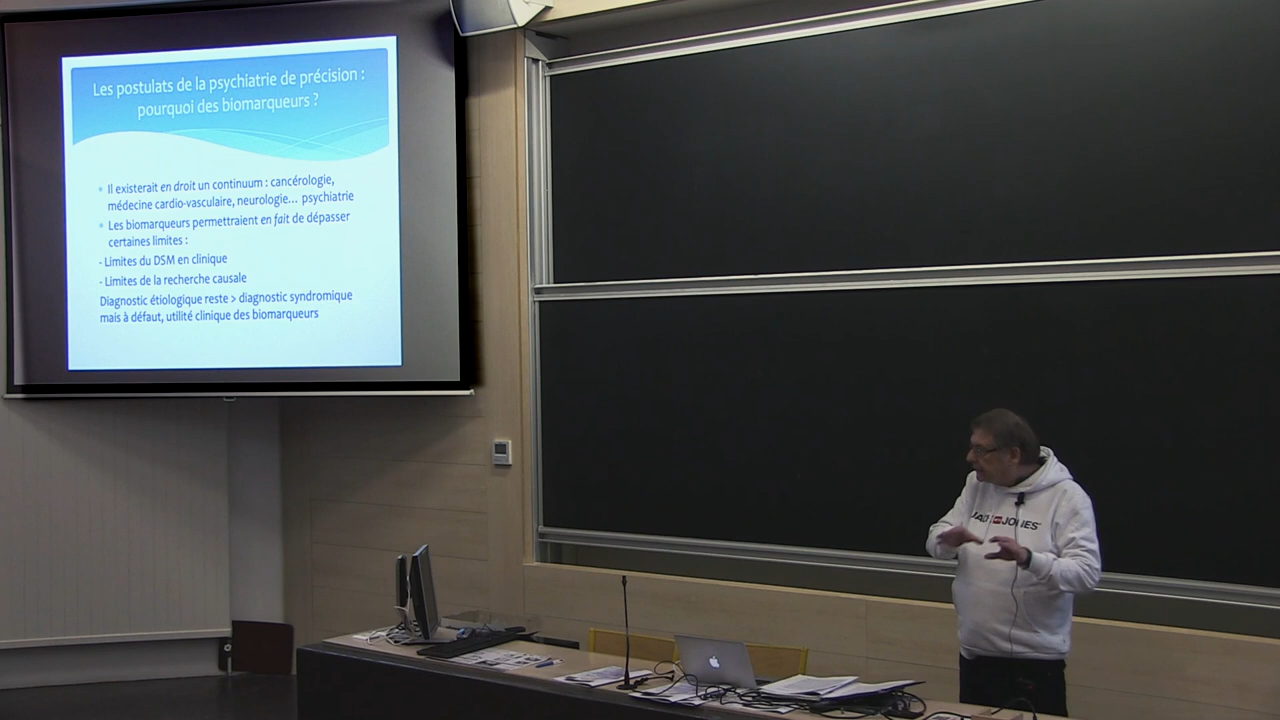 Les postulats de la psychiatrie de précision :
pourquoi des biomarqueurs ?
Il existerait en droit un continuum : cancérologie,
médecine cardio-vasculaire, neurologie... psychiatrie
Les biomarqueurs permettraient en fait de dépasser
certaines limites :
- Limites du DSM en clinique
- Limites de la recherche causale
Diagnostic étiologique reste > diagnostic syndromique
mais à défaut, utilité clinique des biomarqueurs
JONES